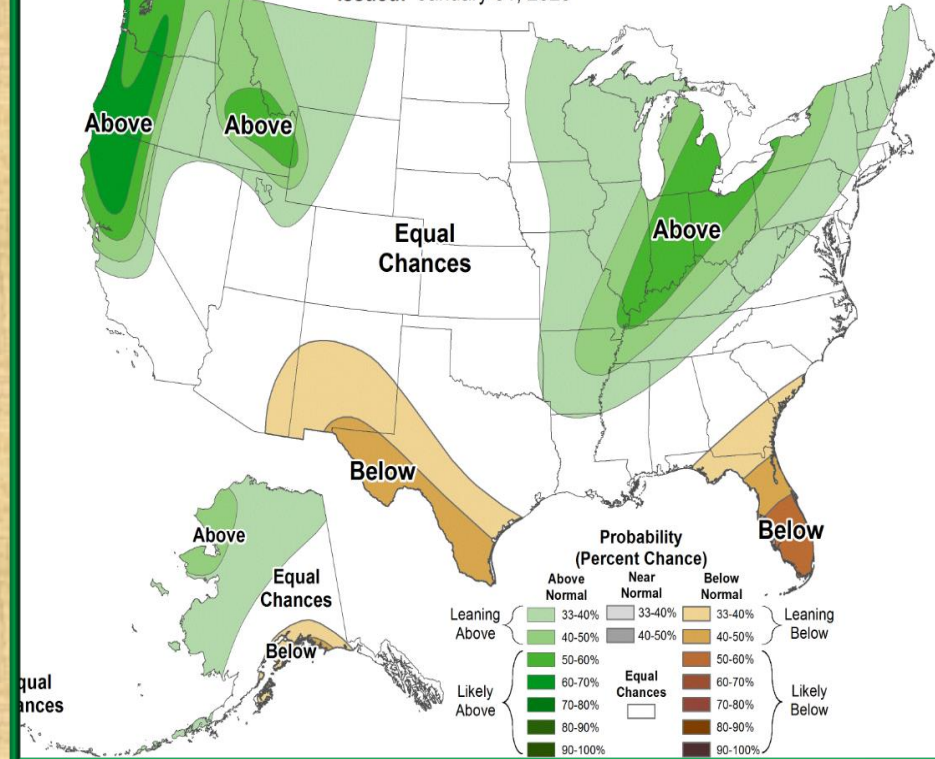 Above
Above
Equal
Chances
Above
Below
Below
Above
Equal
Chances
Below
Probability
(Percent Chance)
Above
Normal
Near
Normal
Below
Normal
Leaning
Above
33-40%
33-40%
33-40%
Leaning
Below
40-50%
40-50%
40-50%
Likely
Above
50-60%
60-70%
70-80%
80-90%
90-100%
Equal
Chances
50-60%
60-70%
70-80%
80-90%
90-100%
Likely
Below
qual
ances